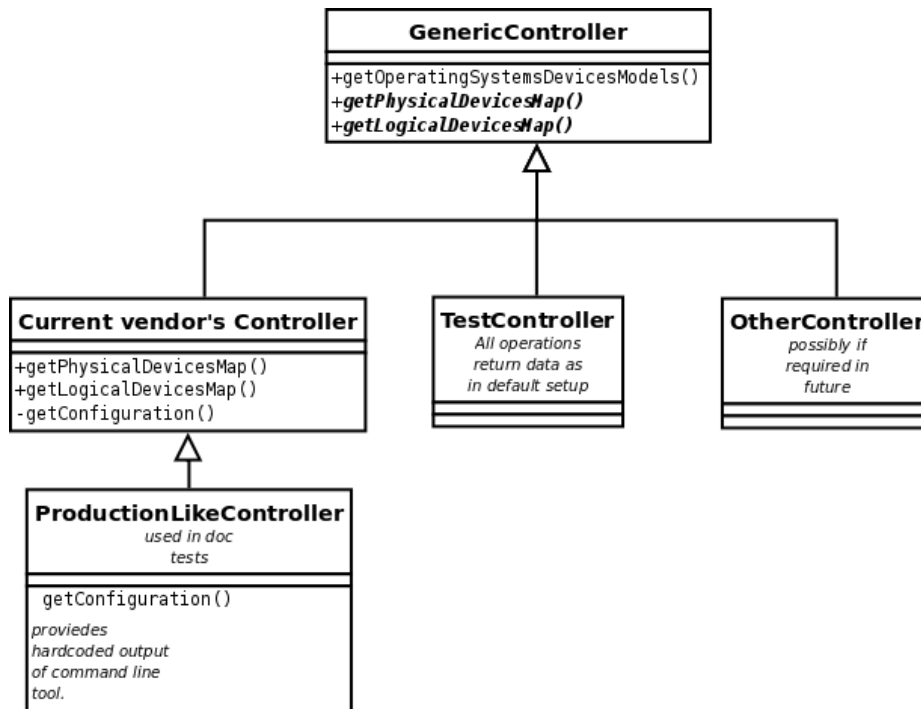 GenericController
+getOperatingSystemsDevicesModels()
+getPhysicalDevicesMap()
+getLogicalDevicesMap()
Current vendor's Controller
+getPhysicalDevicesMap()
+getLogicalDevicesMap()
-getConfiguration()
TestController
All operations
return data as
in default setup
OtherController
possibly if
required in
future
ProductionLikeController
used in doc
tests
getConfiguration()
proviedes
hardcoded output
of command line
tool.